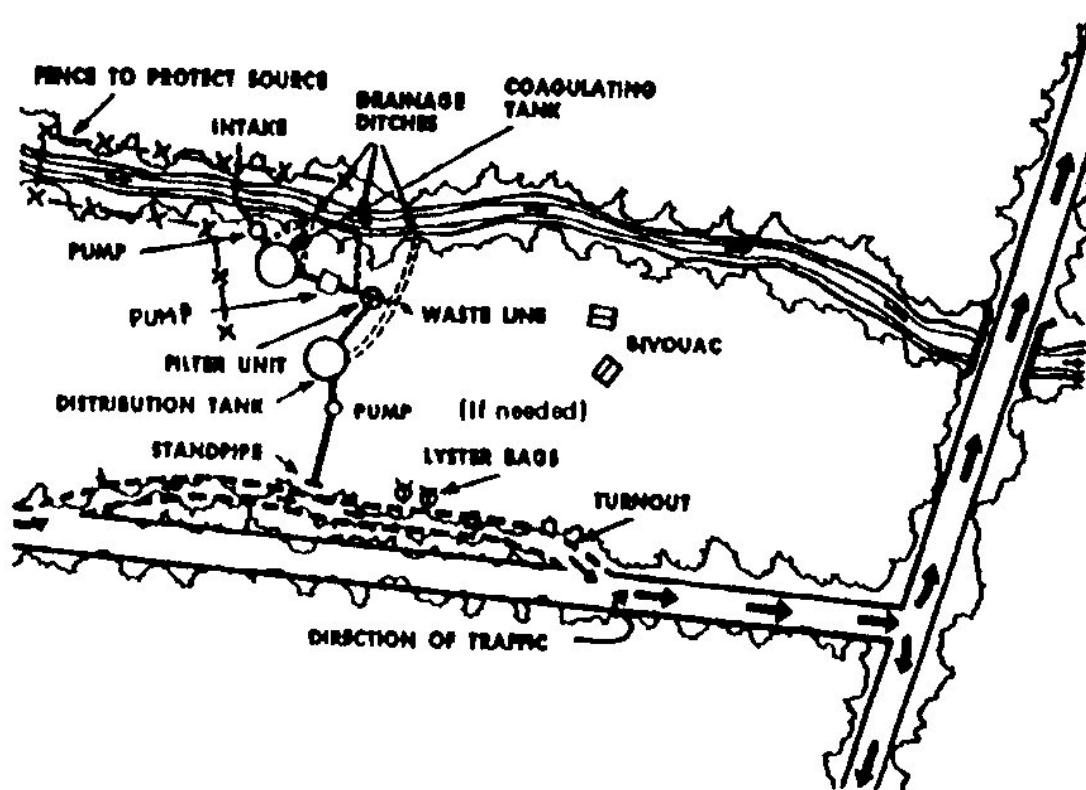 FENCE TO PROTECT SOURCE
INTAKE
DRAINAGE
DITCHES
COAGULATING
TANK
PUMP
PUMP
WASTE LINE
BIVOUAC
FILTER UNIT
DISTRIBUTION TANK
PUMP (If needed)
STANDPIPE
LYSTER BAGS
TURNOUT
DIRECTION OF TRAFFIC